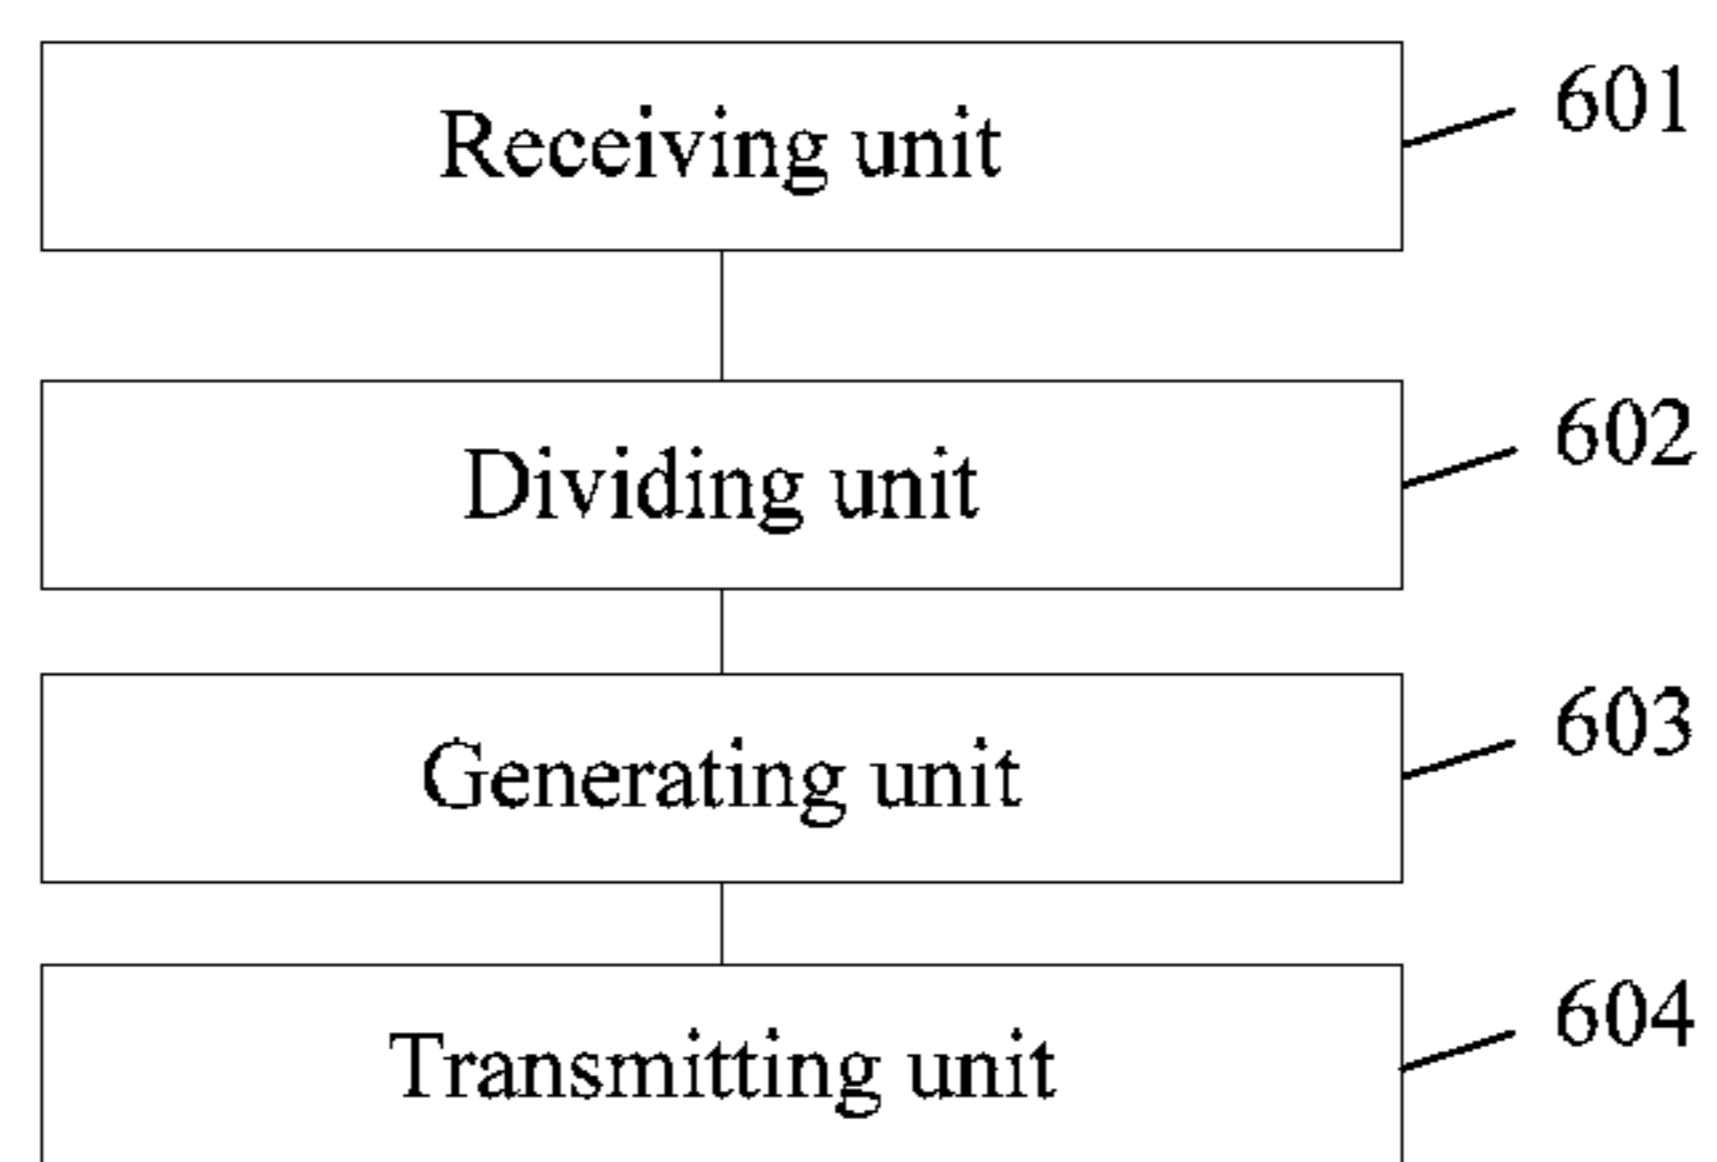 Receiving unit
601
Dividing unit
602
Generating unit
603
Transmitting unit
604